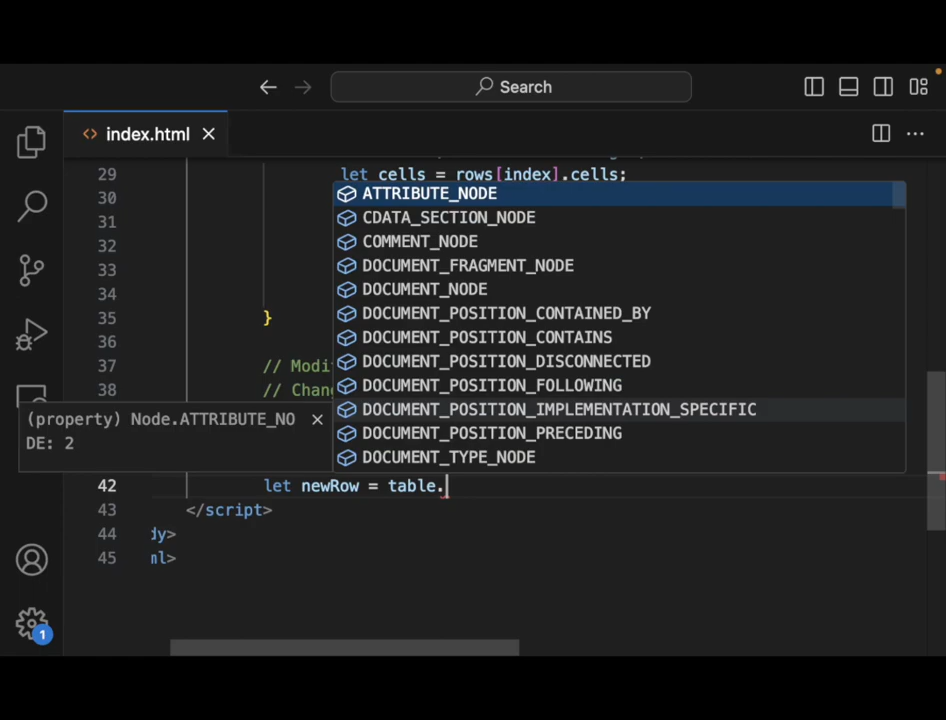 Search
index.html
29 let cells = rows[index].cells;
30 ATTRIBUTE_NODE
31 CDATA_SECTION_NODE
32 COMMENT_NODE
33 DOCUMENT_FRAGMENT_NODE
34 DOCUMENT_NODE
35 } DOCUMENT_POSITION_CONTAINED_BY
36 DOCUMENT_POSITION_CONTAINS
37 // Modi DOCUMENT_POSITION_DISCONNECTED
38 // Chan DOCUMENT_POSITION_FOLLOWING
(property) Node.ATTRIBUTE_NO DOCUMENT_POSITION_IMPLEMENTATION_SPECIFIC
DE: 2 DOCUMENT_POSITION_PRECEDING
DOCUMENT_TYPE_NODE
42 let newRow = table.
43 </script>
44 dy>
45 ml>
1